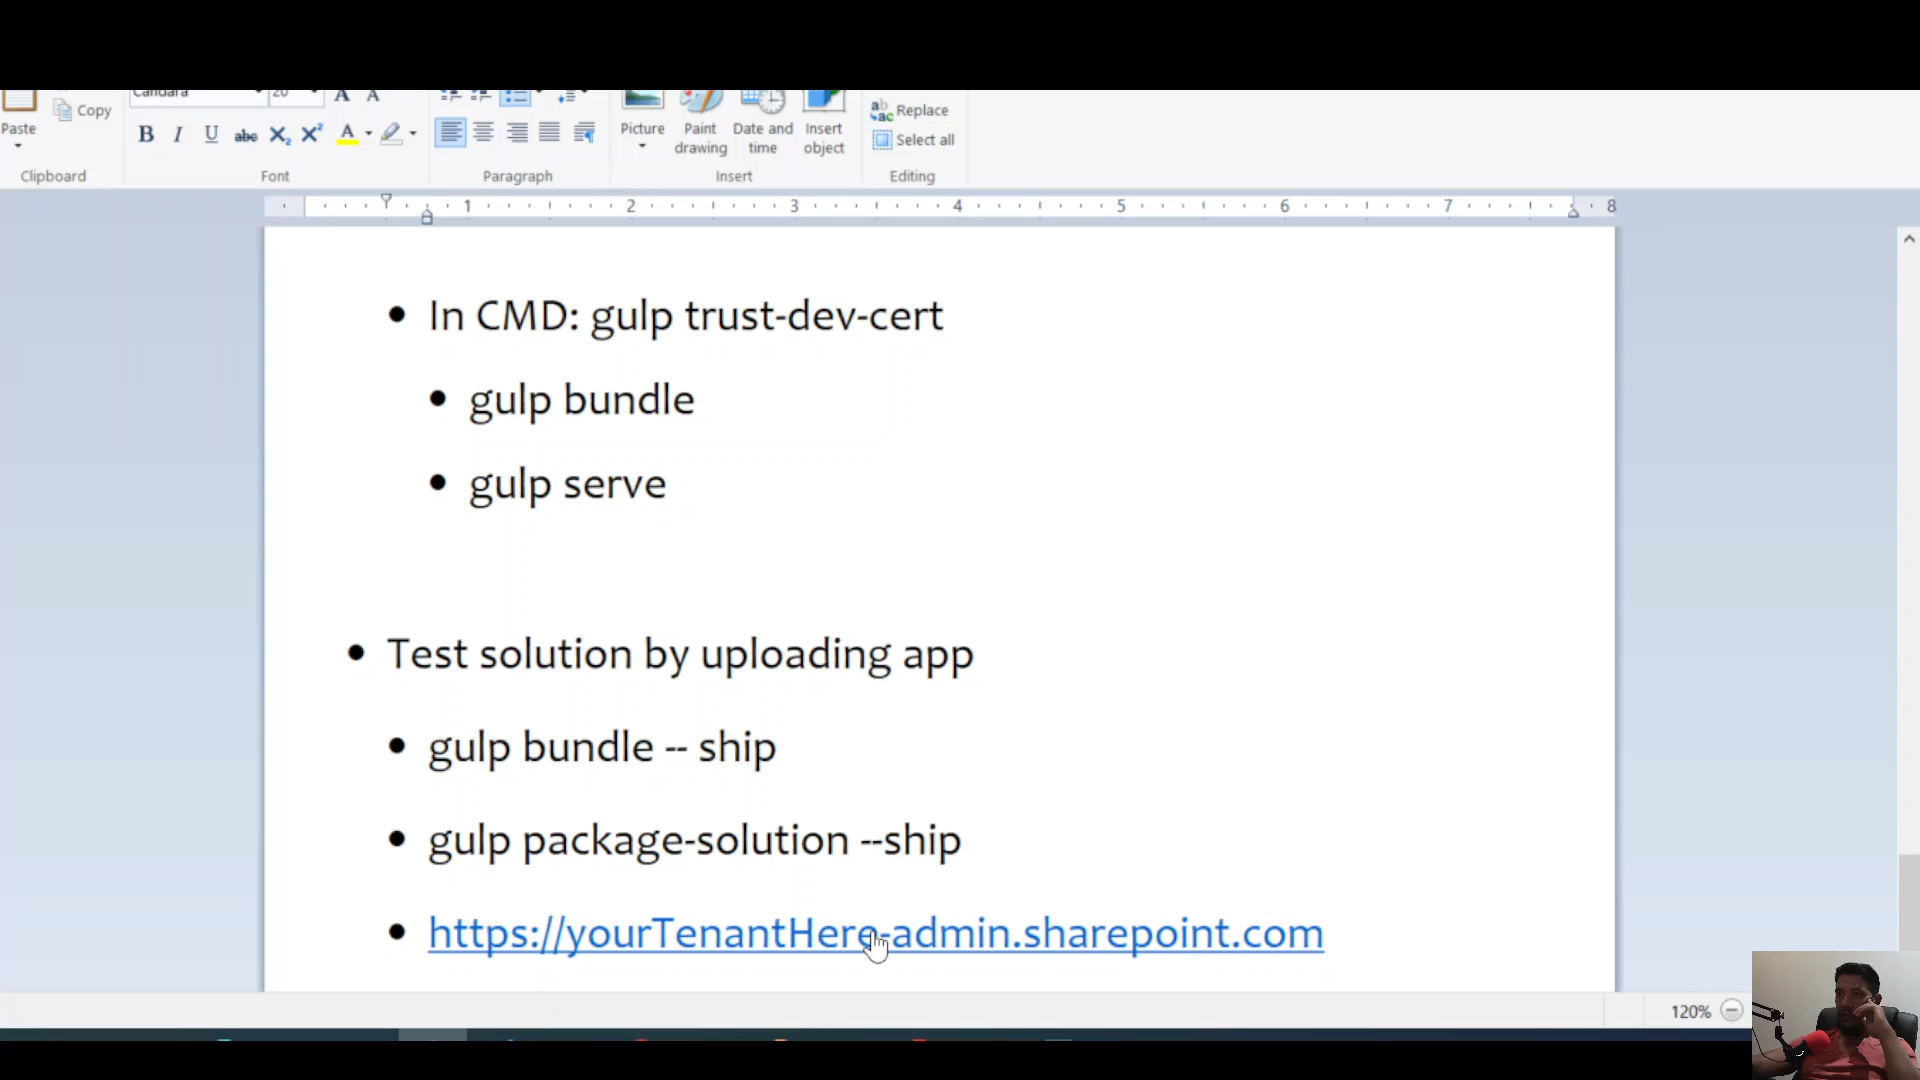 Candara 20 A A
Paste Copy
B I U abc X₂ X² A
Picture Paint drawing Date and time Insert object
Replace
Select all
Clipboard Font Paragraph Insert Editing
1 2 3 4 5 6 7 8
• In CMD: gulp trust-dev-cert
• gulp bundle
• gulp serve
• Test solution by uploading app
• gulp bundle -- ship
• gulp package-solution --ship
• https://yourTenantHere-admin.sharepoint.com
120%